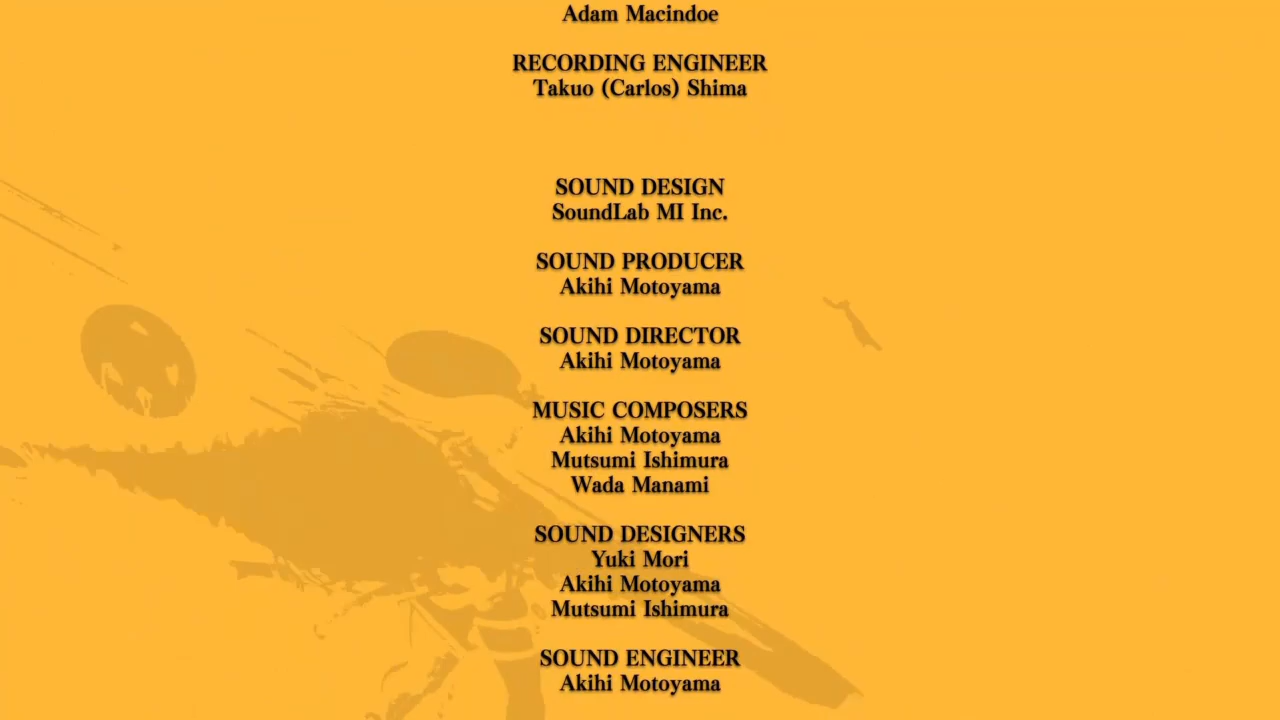 Adam Macindoe
RECORDING ENGINEER
Takuo (Carlos) Shima
SOUND DESIGN
SoundLab MI Inc.
SOUND PRODUCER
Akihi Motoyama
SOUND DIRECTOR
Akihi Motoyama
MUSIC COMPOSERS
Akihi Motoyama
Mutsumi Ishimura
Wada Manami
SOUND DESIGNERS
Yuki Mori
Akihi Motoyama
Mutsumi Ishimura
SOUND ENGINEER
Akihi Motoyama